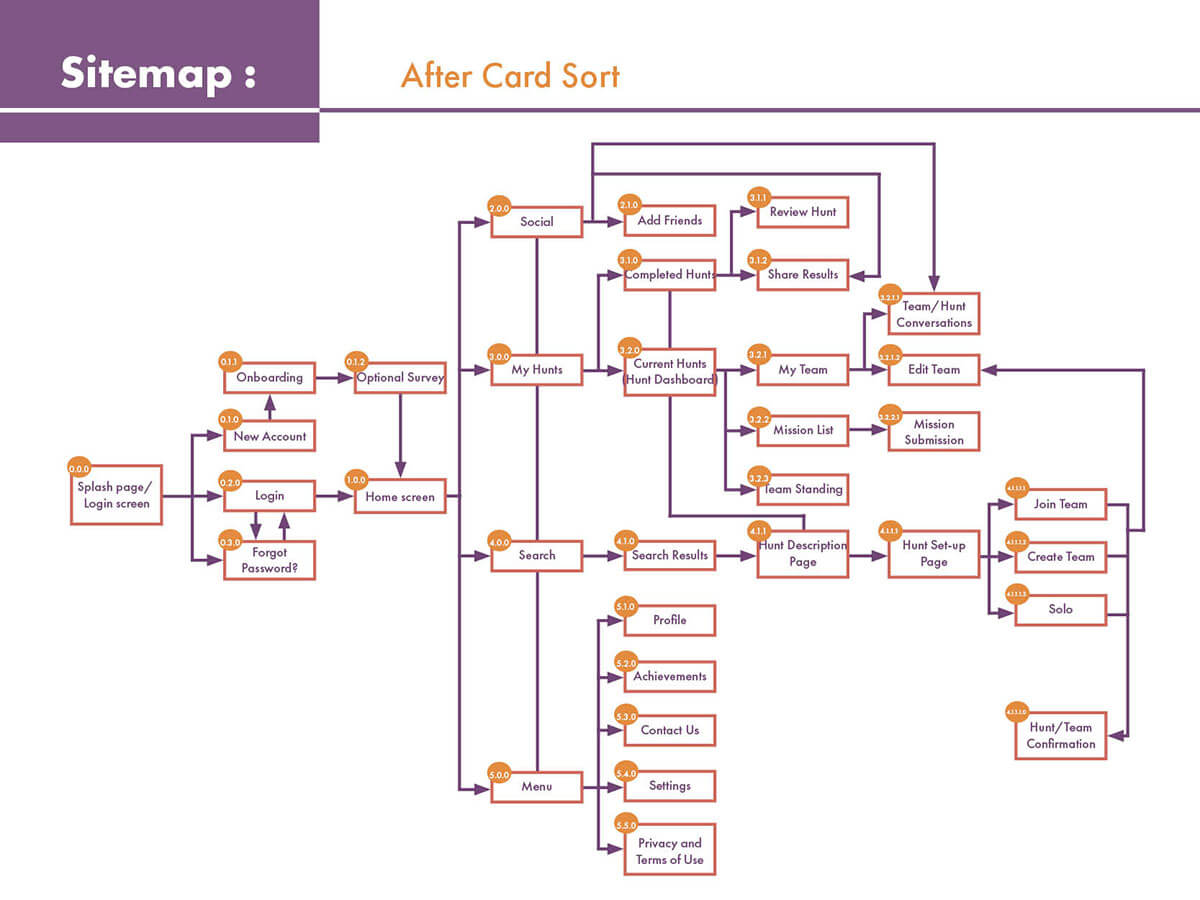 Sitemap :
After Card Sort
0.0.0
Splash page/
Login screen
0.1.1
Onboarding
0.1.2
Optional Survey
0.1.0
New Account
0.2.0
Login
0.3.0
Forgot
Password?
1.0.0
Home screen
2.0.0
Social
2.1.0
Add Friends
3.0.0
My Hunts
3.1.0
Completed Hunts
3.1.1
Review Hunt
3.1.2
Share Results
3.2.0
Current Hunts
(Hunt Dashboard)
3.2.1
My Team
3.2.1.1
Team/Hunt
Conversations
3.2.1.2
Edit Team
3.2.2
Mission List
3.2.2.1
Mission
Submission
3.2.3
Team Standing
4.0.0
Search
4.1.0
Search Results
4.1.1
Hunt Description
Page
4.1.1.1
Hunt Set-up
Page
4.1.1.1.1
Join Team
4.1.1.1.2
Create Team
4.1.1.1.3
Solo
Hunt/Team
Confirmation
5.0.0
Menu
5.1.0
Profile
5.2.0
Achievements
5.3.0
Contact Us
5.4.0
Settings
5.5.0
Privacy and
Terms of Use